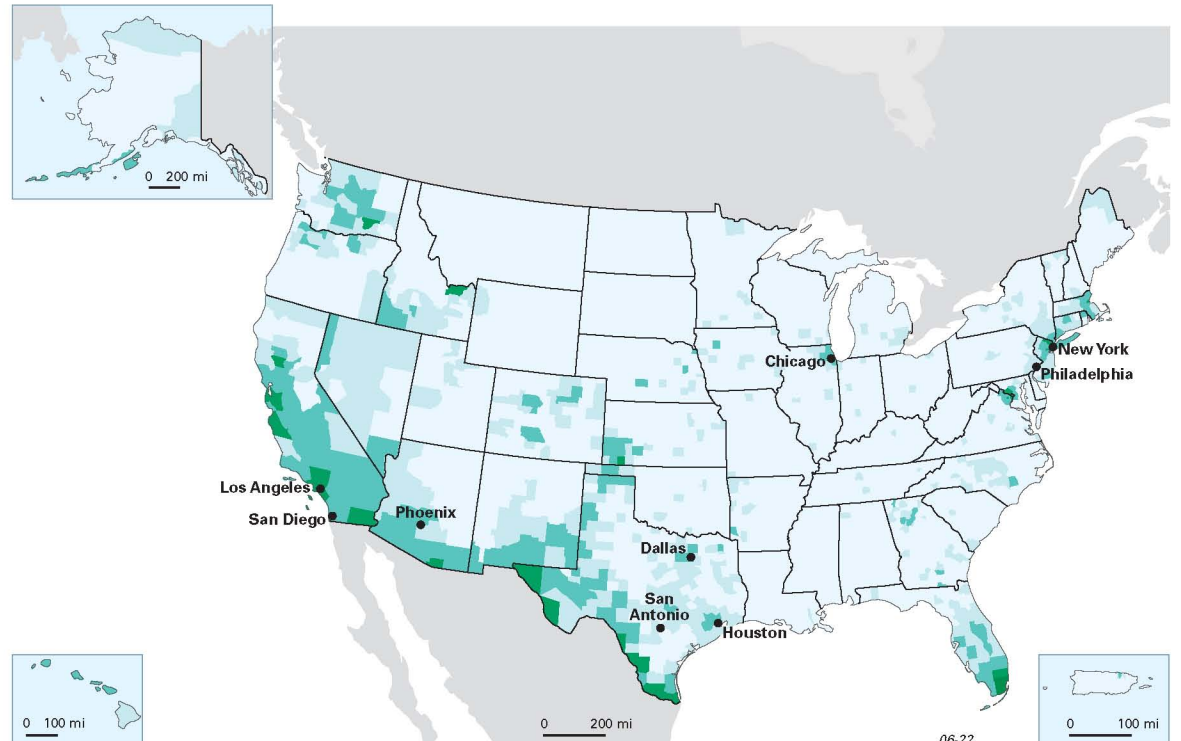 0 200 mi
Chicago
New York
Philadelphia
Los Angeles
San Diego
Phoenix
Dallas
San
Antonio
Houston
0 100 mi
0 200 mi
06-22
0 100 mi